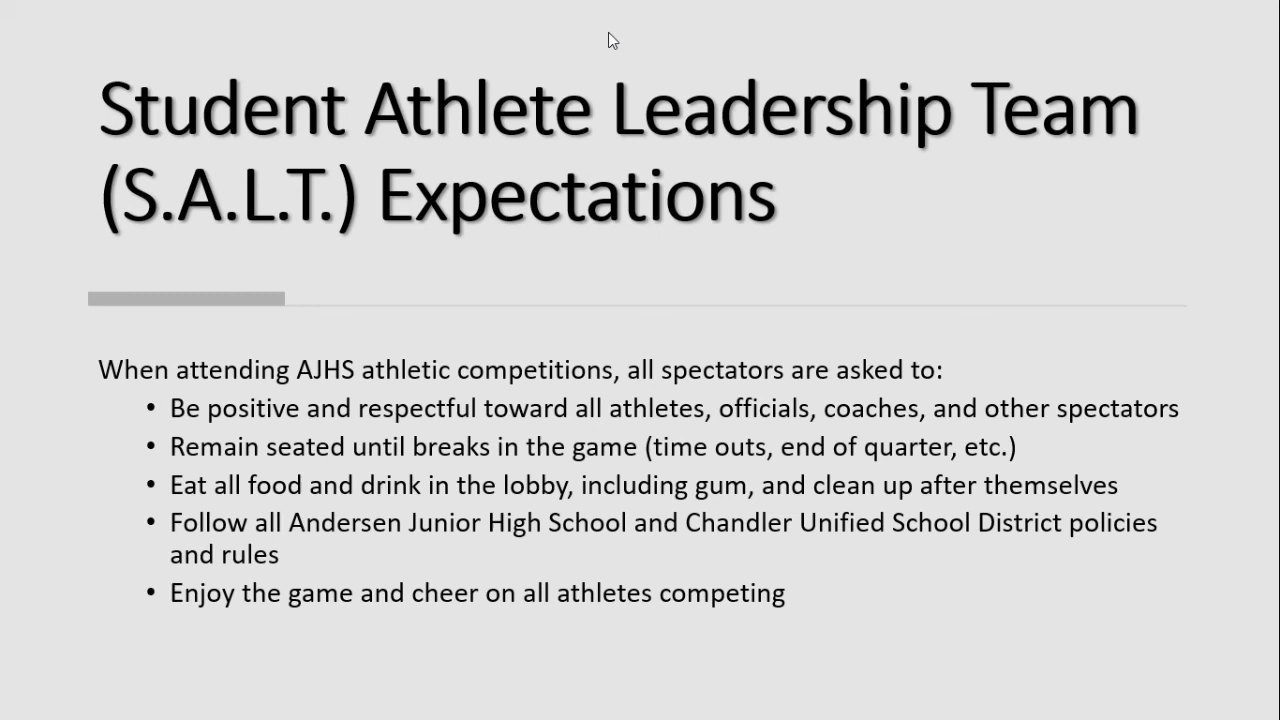 Student Athlete Leadership Team
(S.A.L.T.) Expectations
When attending AJHS athletic competitions, all spectators are asked to:
• Be positive and respectful toward all athletes, officials, coaches, and other spectators
• Remain seated until breaks in the game (time outs, end of quarter, etc.)
• Eat all food and drink in the lobby, including gum, and clean up after themselves
• Follow all Andersen Junior High School and Chandler Unified School District policies
and rules
• Enjoy the game and cheer on all athletes competing